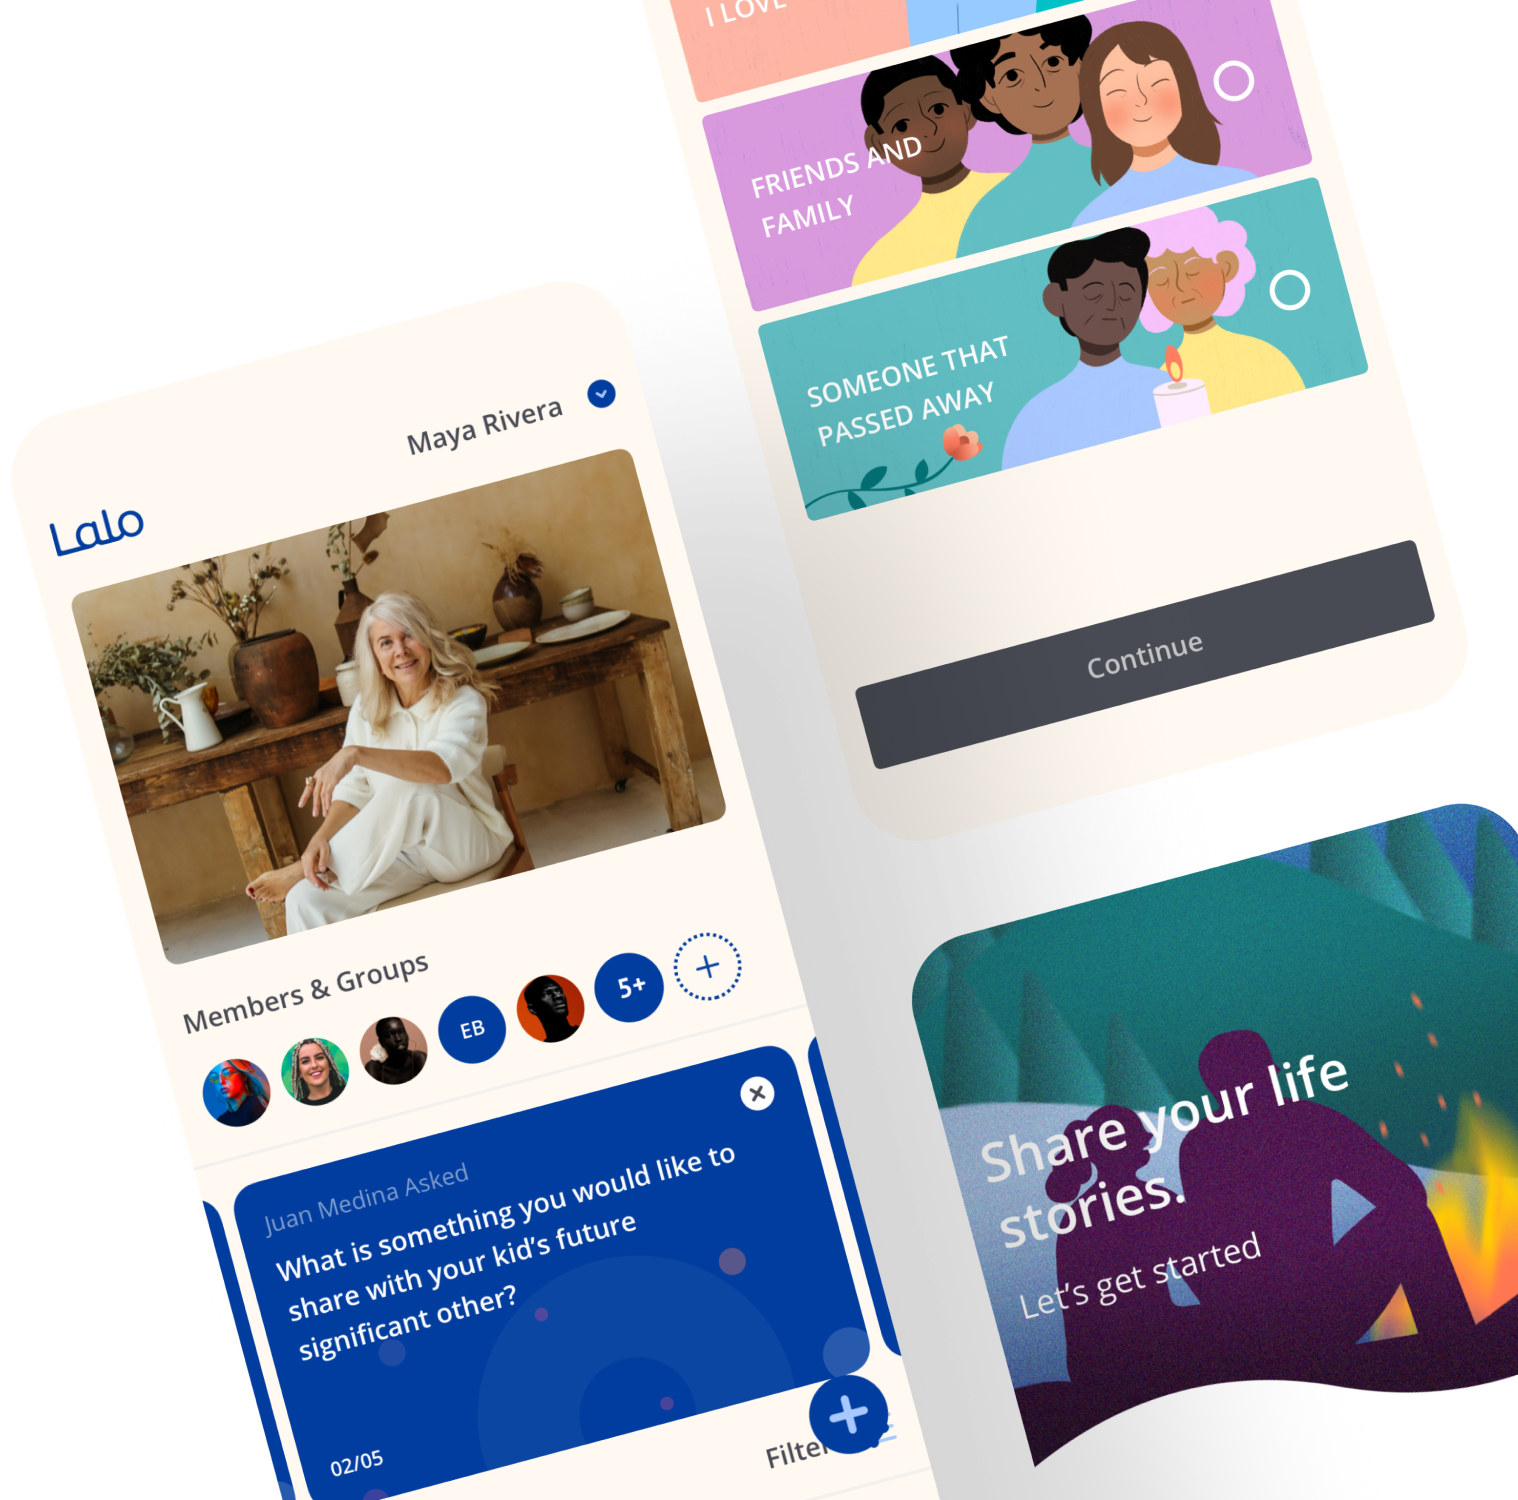 I LOVE
FRIENDS AND
FAMILY
SOMEONE THAT
PASSED AWAY
Continue
Maya Rivera
Lalo
Members & Groups
EB
5+
Juan Medina Asked
What is something you would like to
share with your kid's future
significant other?
02/05
Filter
Share your life
stories.
Let's get started